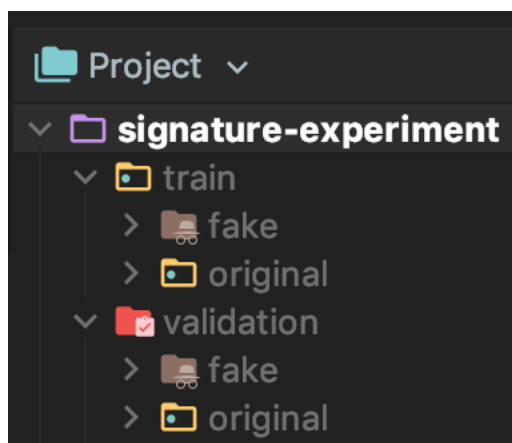 Project
signature-experiment
train
fake
original
validation
fake
original